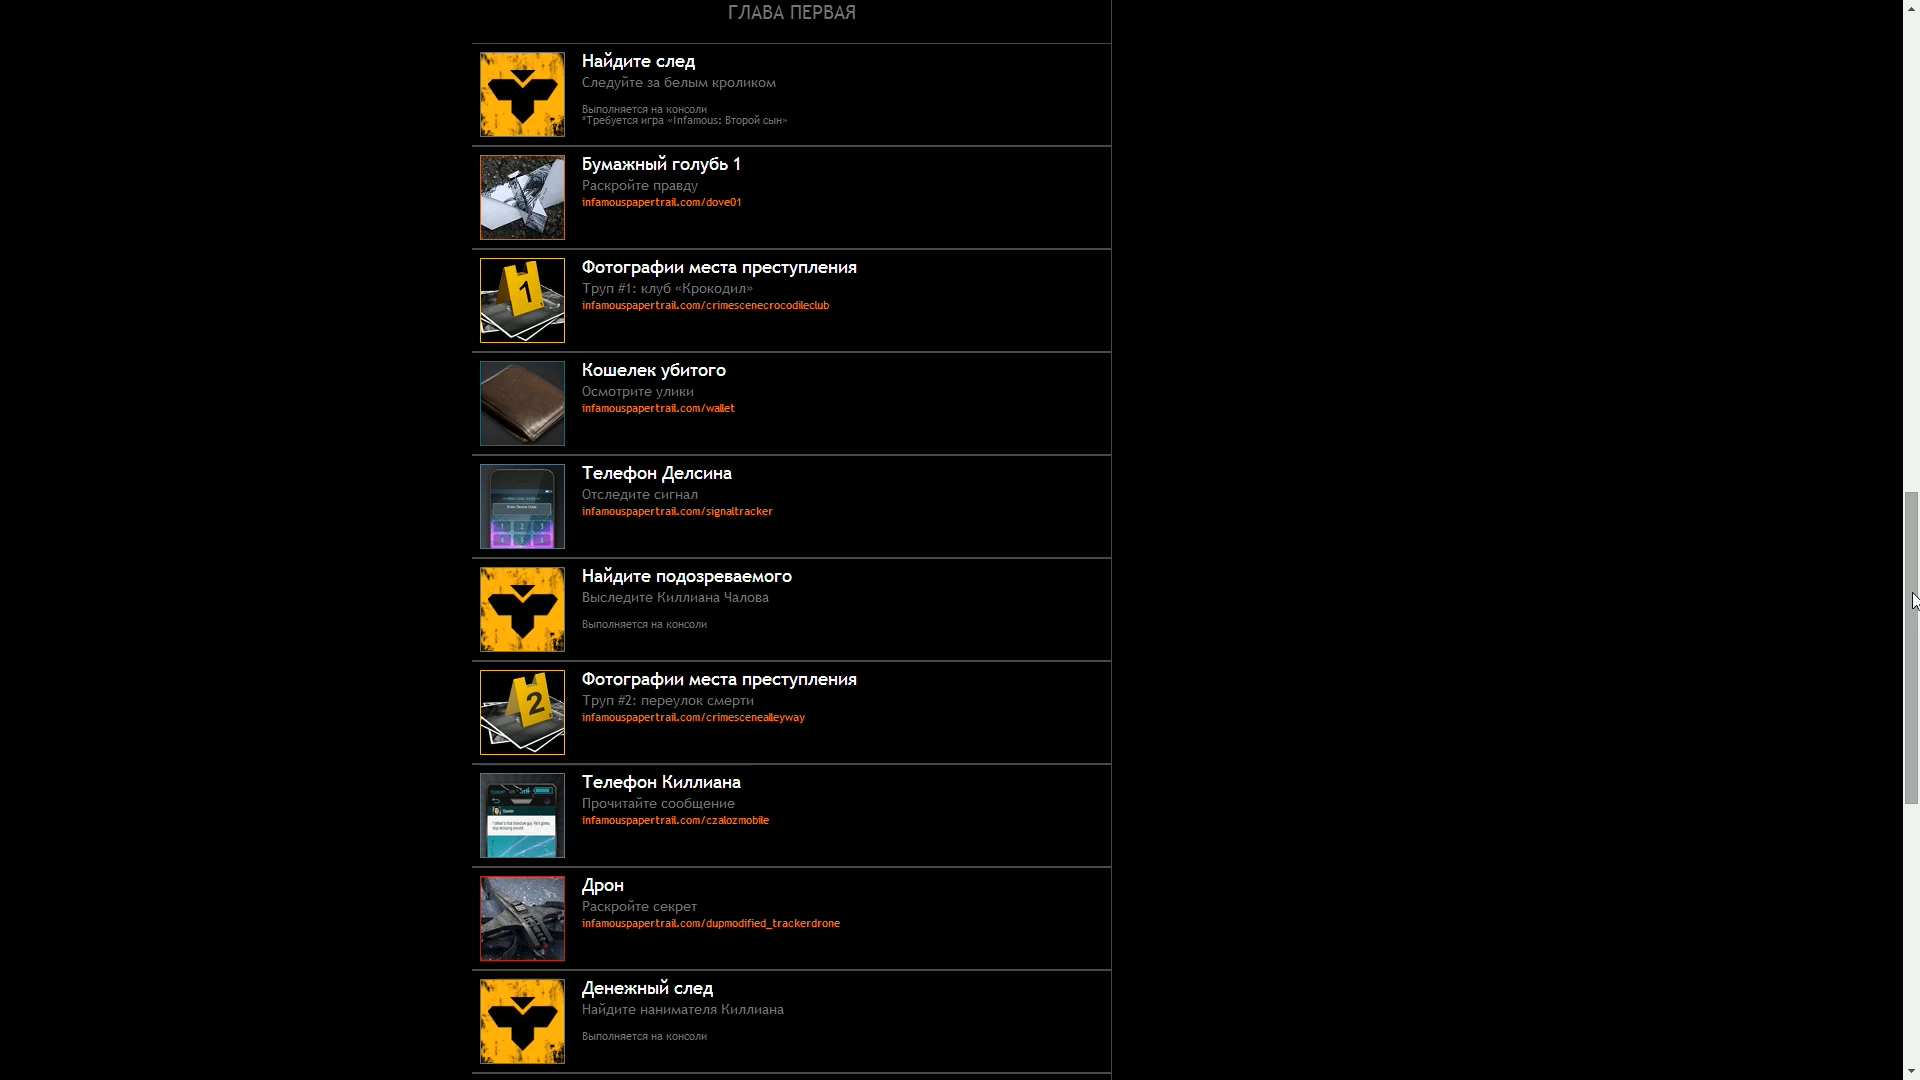 ГЛАВА ПЕРВАЯ
Найдите след
Следуйте за белым кроликом
Выполняется на консоли
*Требуется игра «Infamous: Второй сын»
Бумажный голубь 1
Раскройте правду
infamouspapertrail.com/dove01
1
Фотографии места преступления
Труп #1: клуб «Крокодил»
infamouspapertrail.com/crimescenecrocodileclub
Кошелек убитого
Осмотрите улики
infamouspapertrail.com/wallet
Телефон Делсина
Отследите сигнал
infamouspapertrail.com/signaltracker
Найдите подозреваемого
Выследите Киллиана Чалова
Выполняется на консоли
2
Фотографии места преступления
Труп #2: переулок смерти
infamouspapertrail.com/crimescenealleyway
Телефон Киллиана
Прочитайте сообщение
infamouspapertrail.com/czalozmobile
Дрон
Раскройте секрет
infamouspapertrail.com/dupmodified_trackerdrone
Денежный след
Найдите нанимателя Киллиана
Выполняется на консоли